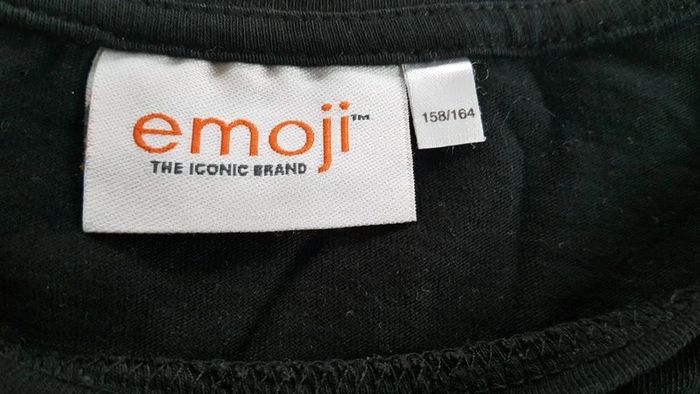 emoji™
THE ICONIC BRAND
158/164